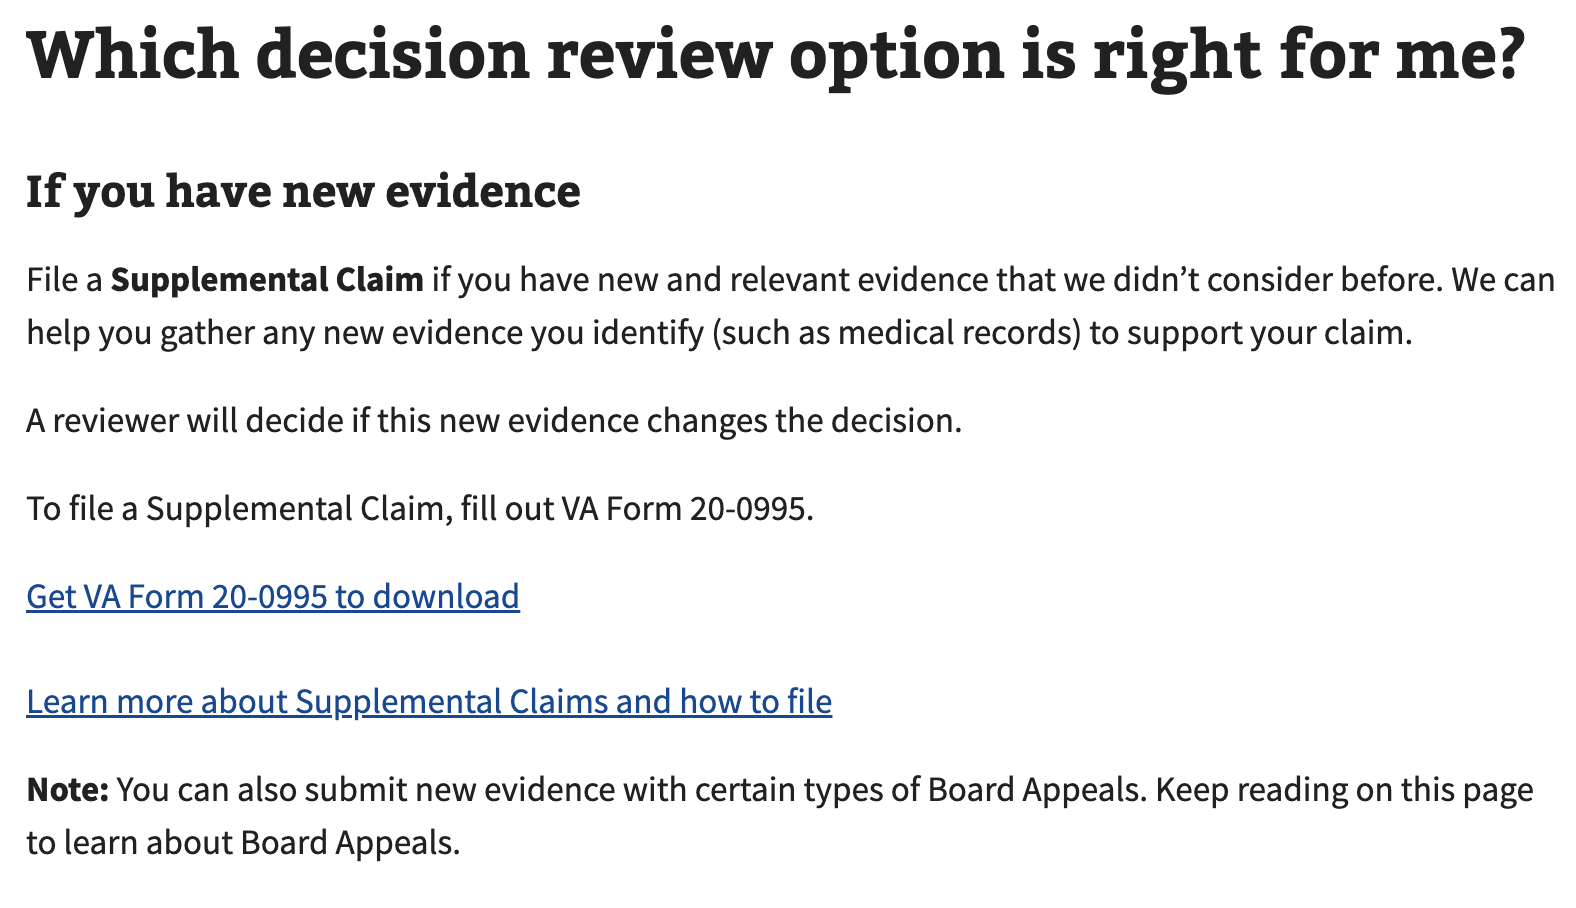 Which decision review option is right for me?
If you have new evidence
File a Supplemental Claim if you have new and relevant evidence that we didn’t consider before. We can
help you gather any new evidence you identify (such as medical records) to support your claim.
A reviewer will decide if this new evidence changes the decision.
To file a Supplemental Claim, fill out VA Form 20-0995.
Get VA Form 20-0995 to download
Learn more about Supplemental Claims and how to file
Note: You can also submit new evidence with certain types of Board Appeals. Keep reading on this page
to learn about Board Appeals.